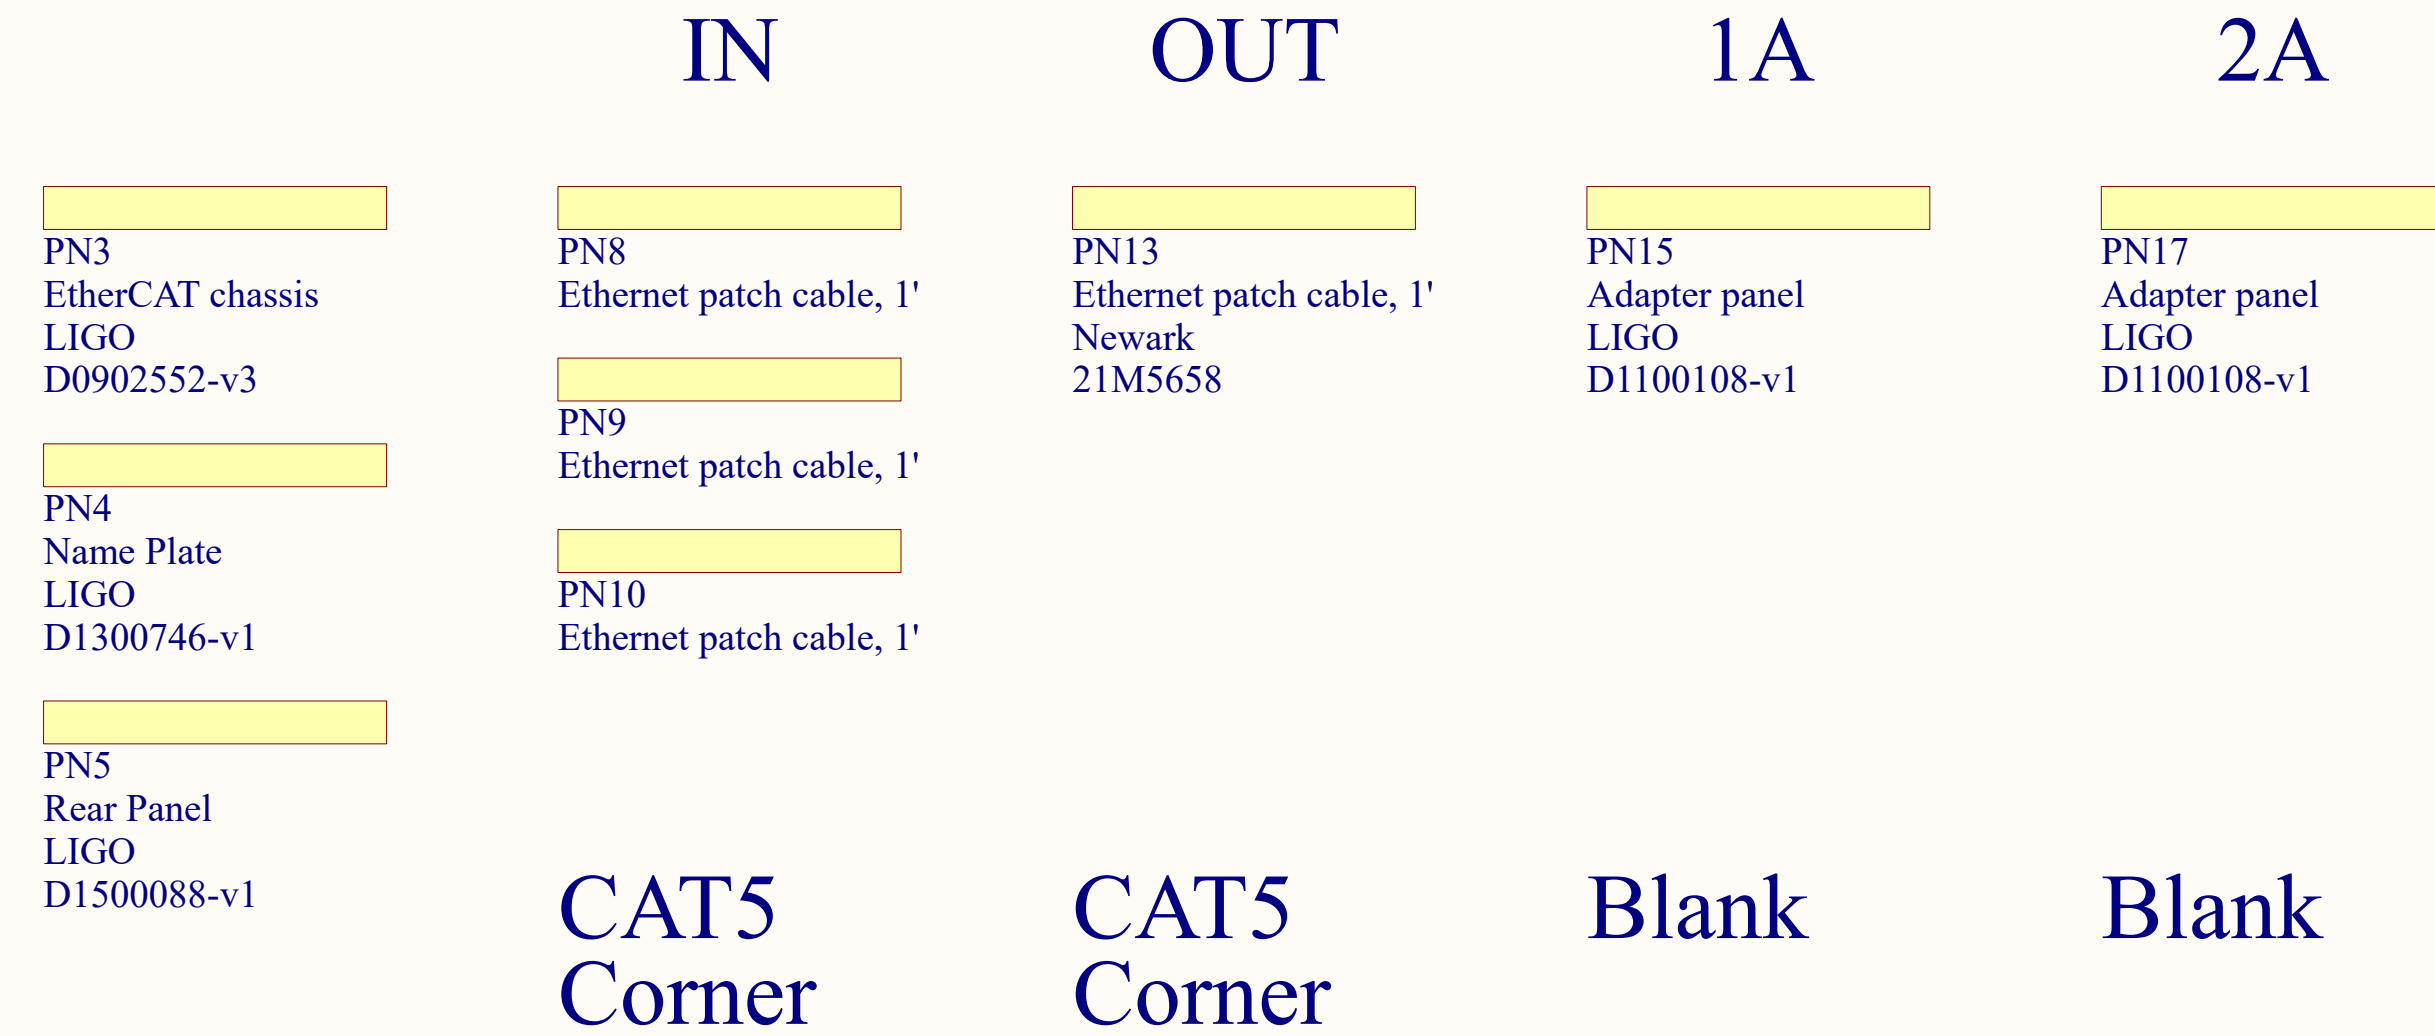 IN
OUT
1A
2A
PN3
EtherCAT chassis
LIGO
D0902552-v3
PN4
Name Plate
LIGO
D1300746-v1
PN5
Rear Panel
LIGO
D1500088-v1
PN8
Ethernet patch cable, 1'
PN9
Ethernet patch cable, 1'
PN10
Ethernet patch cable, 1'
CAT5
Corner
PN13
Ethernet patch cable, 1'
Newark
21M5658
CAT5
Corner
PN15
Adapter panel
LIGO
D1100108-v1
Blank
PN17
Adapter panel
LIGO
D1100108-v1
Blank